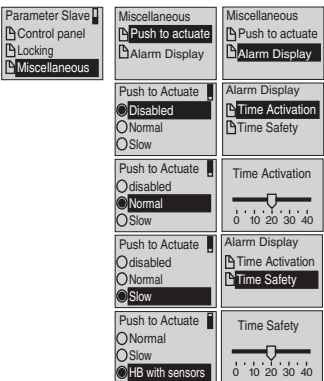 Parameter Slave
Control panel
Locking
Miscellaneous
Miscellaneous
Push to actuate
Alarm Display
Miscellaneous
Push to actuate
Alarm Display
Push to Actuate
Disabled
Normal
Slow
Alarm Display
Time Activation
Time Safety
Push to Actuate
disabled
Normal
Slow
Time Activation
0 10 20 30 40
Push to Actuate
disabled
Normal
Slow
Alarm Display
Time Activation
Time Safety
Push to Actuate
Normal
Slow
HB with sensors
Time Safety
0 10 20 30 40